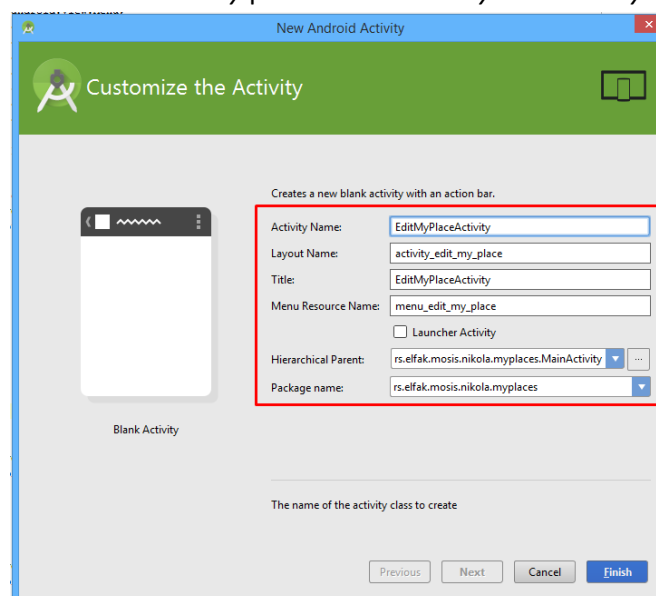 New Android Activity
Customize the Activity
Creates a new blank activity with an action bar.
Activity Name: EditMyPlaceActivity
Layout Name: activity_edit_my_place
Title: EditMyPlaceActivity
Menu Resource Name: menu_edit_my_place
Launcher Activity
Hierarchical Parent: rs.elfak.mosis.nikola.myplaces.MainActivity ...
Package name: rs.elfak.mosis.nikola.myplaces
Blank Activity
The name of the activity class to create
Previous Next Cancel Finish